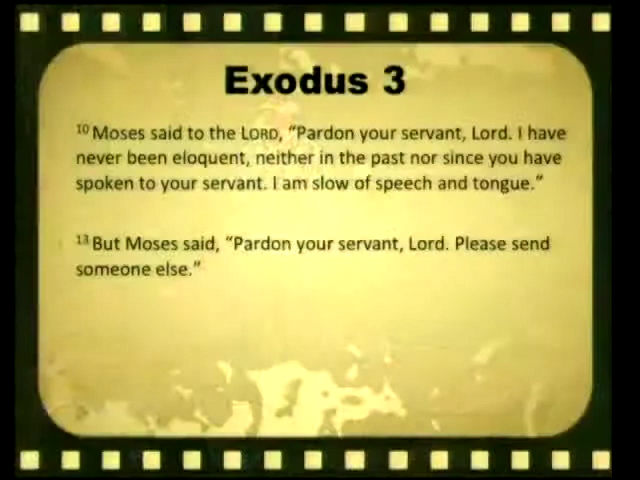 Exodus 3
10 Moses said to the LORD, “Pardon your servant, Lord. I have
never been eloquent, neither in the past nor since you have
spoken to your servant. I am slow of speech and tongue.”
13 But Moses said, “Pardon your servant, Lord. Please send
someone else.”